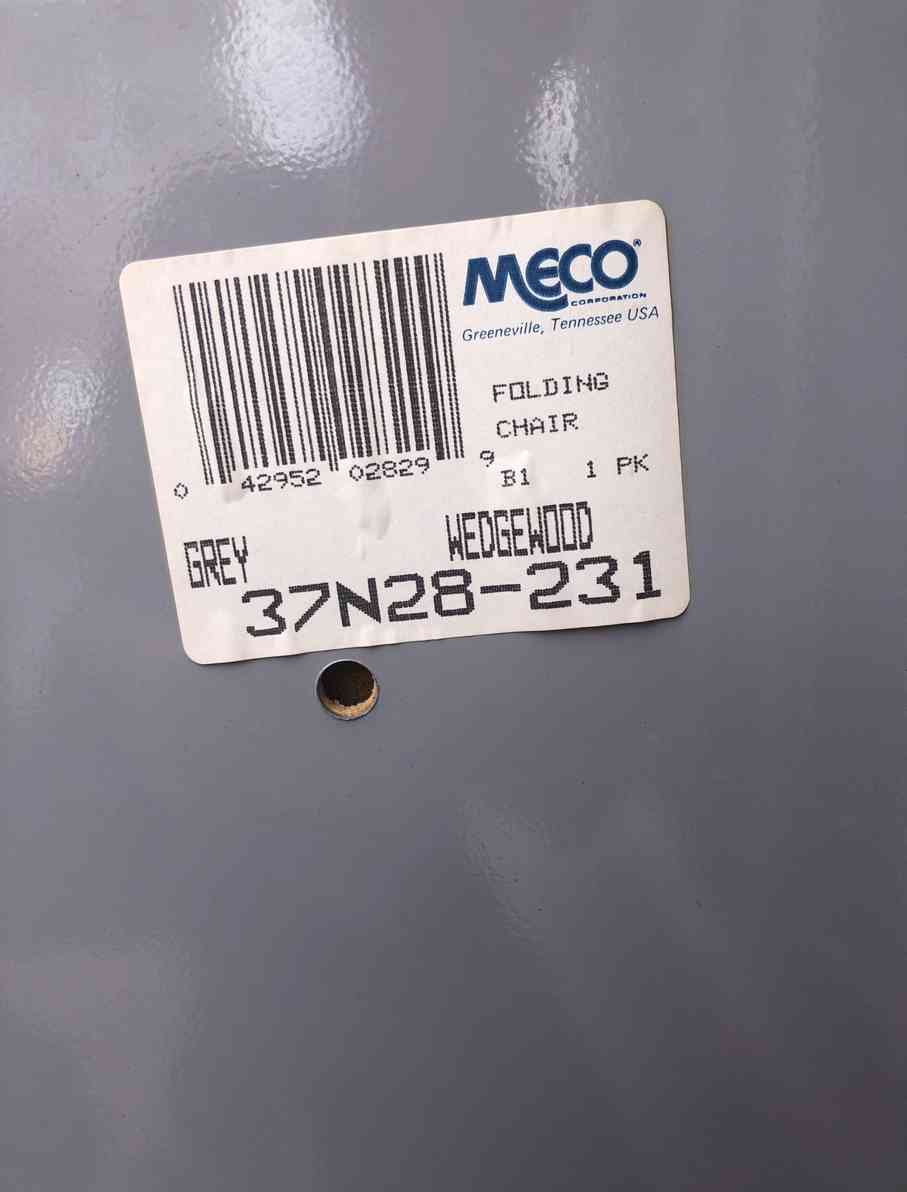 MECO®
CORPORATION
Greeneville, Tennessee USA
FOLDING
CHAIR
0 42952 02829 9
B1 1 PK
GREY WEDGEWOOD
37N28-231